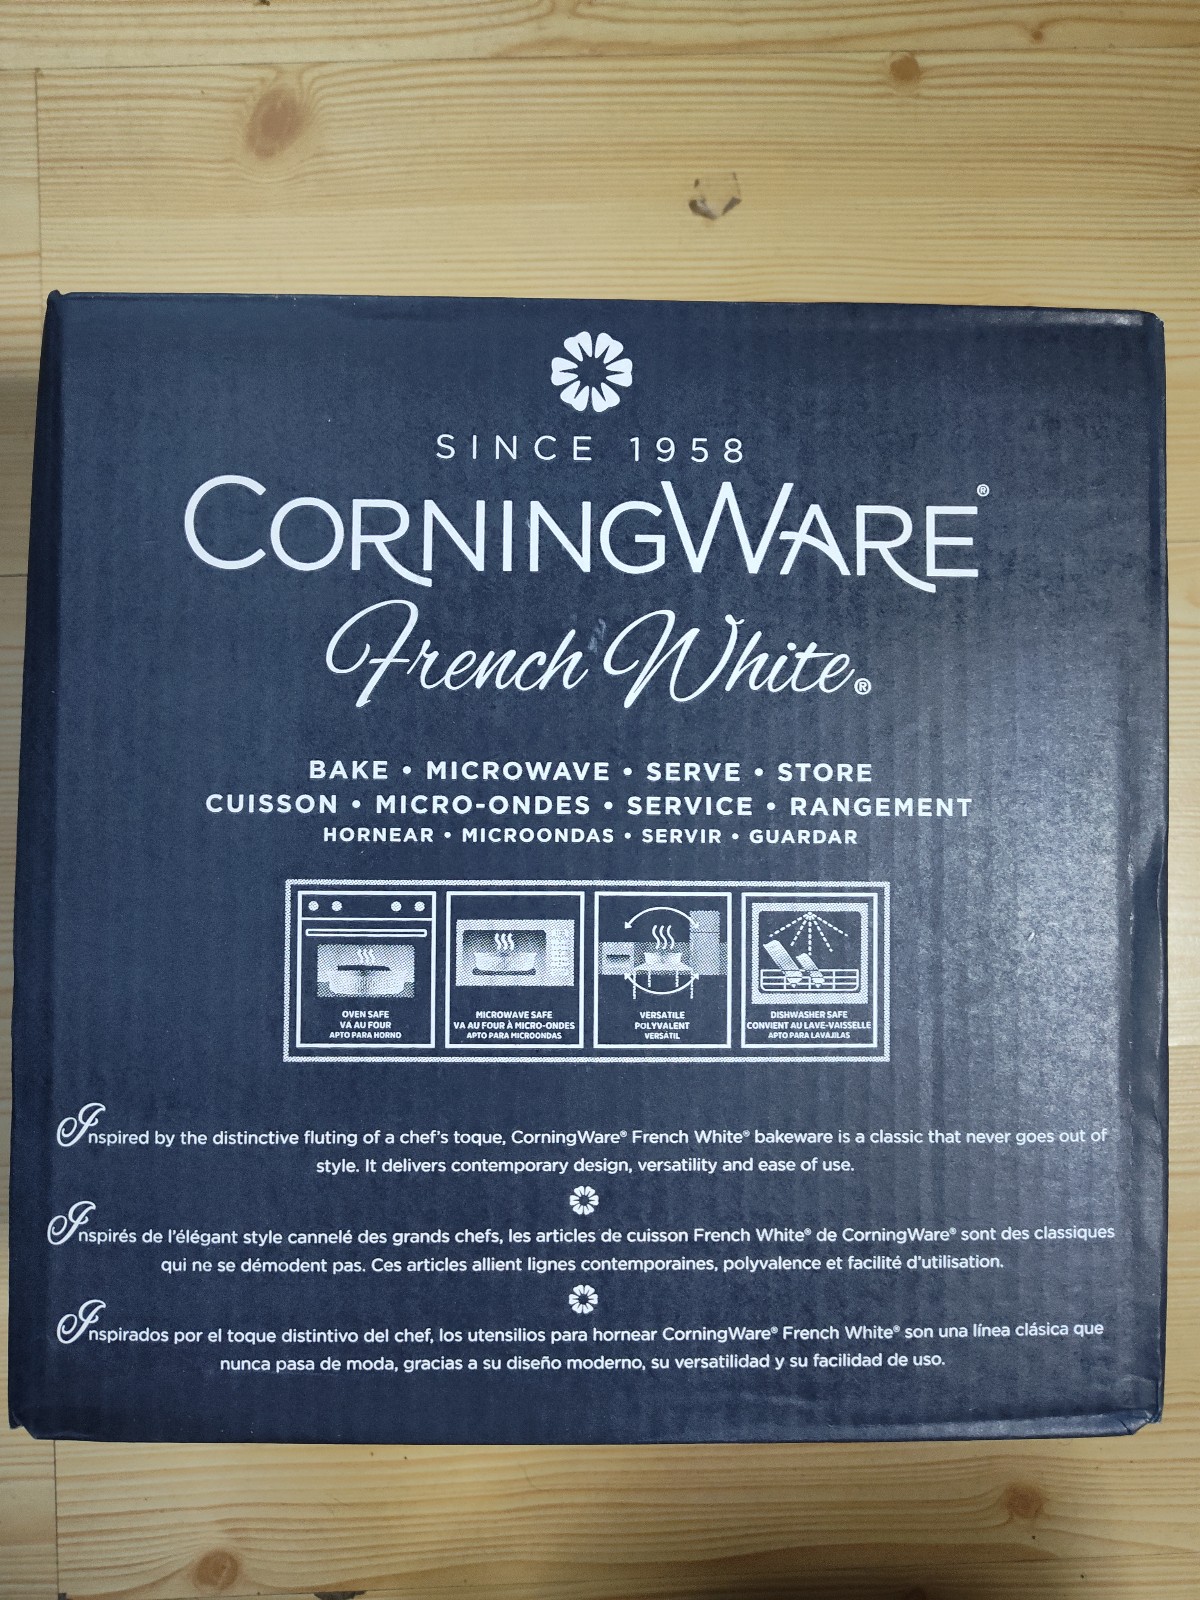 SINCE 1958
CORNINGWARE®
French White®
BAKE • MICROWAVE • SERVE • STORE
CUISSON • MICRO-ONDES • SERVICE • RANGEMENT
HORNEAR • MICROONDAS • SERVIR • GUARDAR
OVEN SAFE
VA AU FOUR
APTO PARA HORNO
MICROWAVE SAFE
VA AU FOUR À MICRO-ONDES
APTO PARA MICROONDAS
VERSATILE
POLYVALENT
VERSÁTIL
DISHWASHER SAFE
CONVIENT AU LAVE-VAISSELLE
APTO PARA LAVAJILAS
Inspired by the distinctive fluting of a chef's toque, CorningWare® French White® bakeware is a classic that never goes out of
style. It delivers contemporary design, versatility and ease of use.
Inspirés de l'élégant style cannelé des grands chefs, les articles de cuisson French White® de CorningWare® sont des classiques
qui ne se démodent pas. Ces articles allient lignes contemporaines, polyvalence et facilité d'utilisation.
Inspirados por el toque distintivo del chef, los utensilios para hornear CorningWare® French White® son una línea clásica que
nunca pasa de moda, gracias a su diseño moderno, su versatilidad y su facilidad de uso.